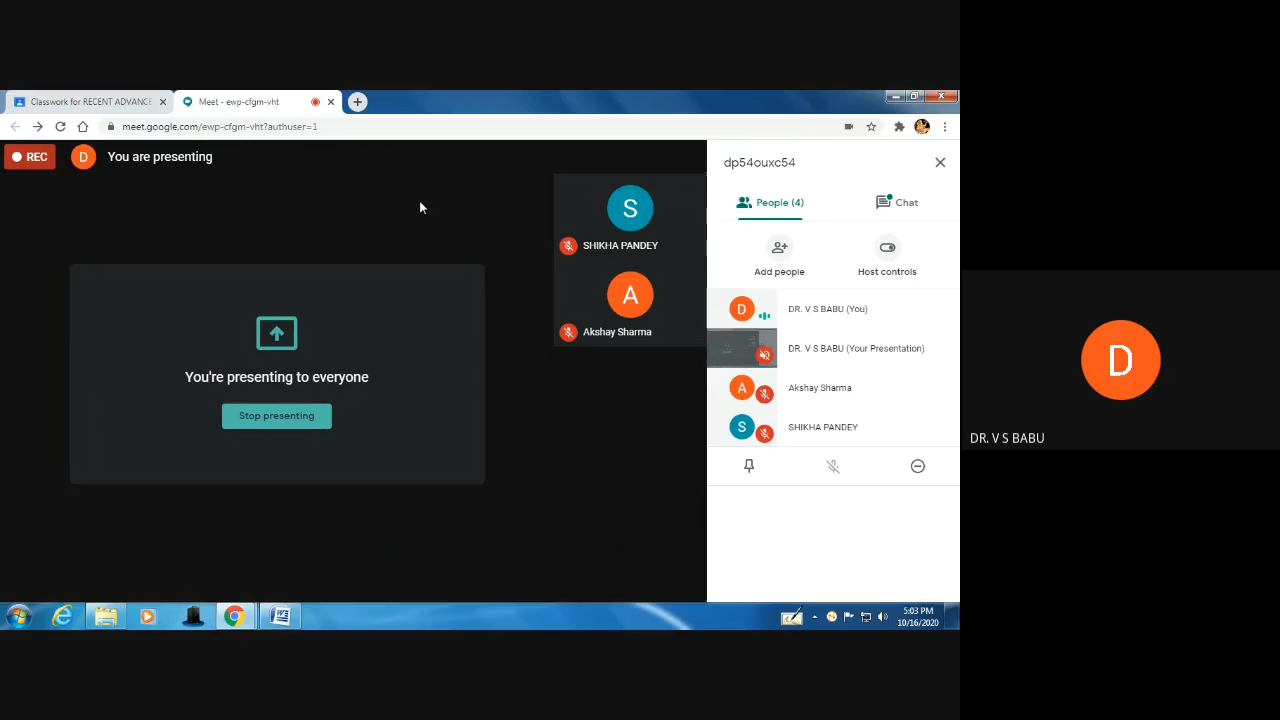 Classwork for RECENT ADVANCE
Meet - ewp-cfgm-vht
meet.google.com/ewp-cfgm-vht?authuser=1
REC
D
You are presenting
S
SHIKHA PANDEY
A
Akshay Sharma
You're presenting to everyone
Stop presenting
dp54ouxc54
People (4)
Chat
Add people
Host controls
D
DR. V S BABU (You)
DR. V S BABU (Your Presentation)
A
Akshay Sharma
S
SHIKHA PANDEY
5:03 PM
10/16/2020
D
DR. V S BABU